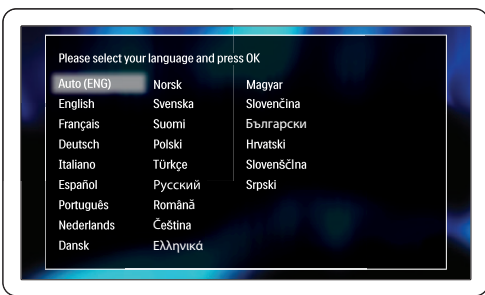 Please select your language and press OK
Auto (ENG)
English
Français
Deutsch
Italiano
Español
Português
Nederlands
Dansk
Norsk
Svenska
Suomi
Polski
Türkçe
Русский
Română
Čeština
Ελληνικά
Magyar
Slovenčina
Български
Hrvatski
SlovenŠčIna
Srpski